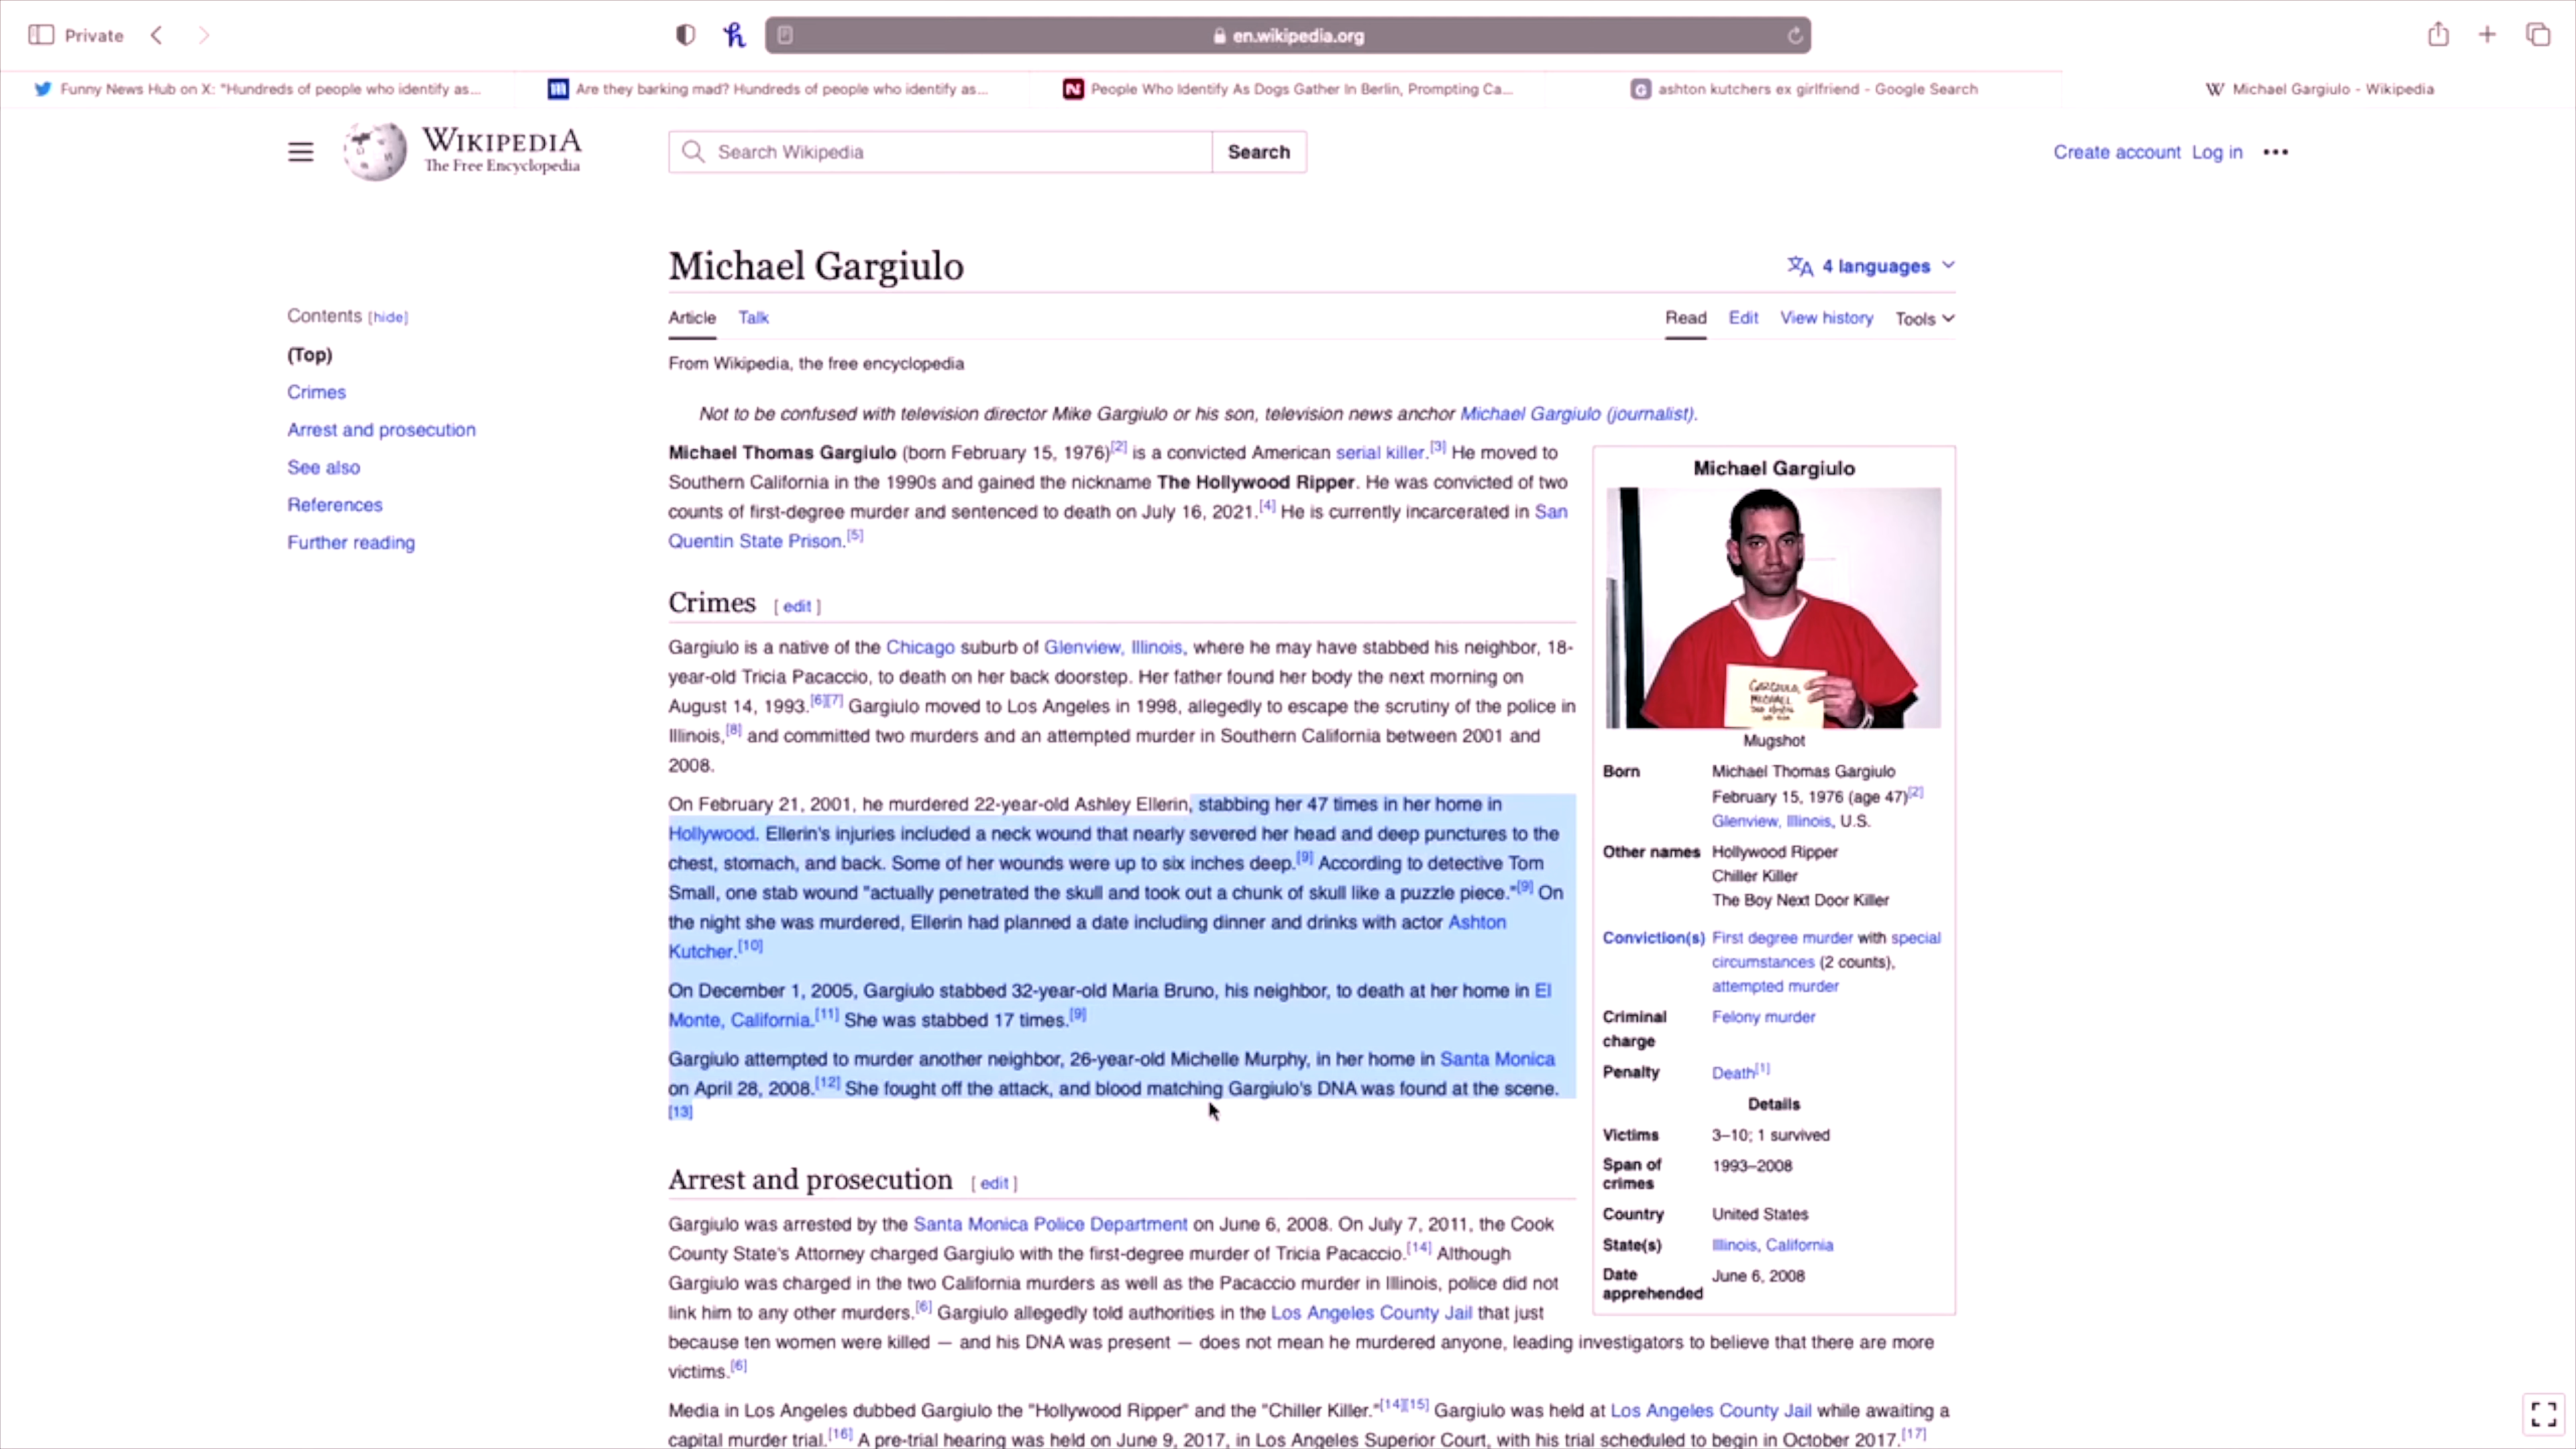 Private
en.wikipedia.org
Funny News Hub on X: "Hundreds of people who identify as...
Are they barking mad? Hundreds of people who identify as...
People Who Identify As Dogs Gather In Berlin, Prompting Ca...
ashton kutchers ex girlfriend - Google Search
Michael Gargiulo - Wikipedia
WIKIPEDIA
The Free Encyclopedia
Search Wikipedia
Search
Create account Log in
Michael Gargiulo
4 languages
Contents [hide]
(Top)
Crimes
Arrest and prosecution
See also
References
Further reading
Article Talk
Read Edit View history Tools
From Wikipedia, the free encyclopedia
Not to be confused with television director Mike Gargiulo or his son, television news anchor Michael Gargiulo (journalist).
Michael Thomas Gargiulo (born February 15, 1976)[2] is a convicted American serial killer.[3] He moved to
Southern California in the 1990s and gained the nickname The Hollywood Ripper. He was convicted of two
counts of first-degree murder and sentenced to death on July 16, 2021.[4] He is currently incarcerated in San
Quentin State Prison.[5]
Crimes [ edit ]
Gargiulo is a native of the Chicago suburb of Glenview, Illinois, where he may have stabbed his neighbor, 18-
year-old Tricia Pacaccio, to death on her back doorstep. Her father found her body the next morning on
August 14, 1993.[6][7] Gargiulo moved to Los Angeles in 1998, allegedly to escape the scrutiny of the police in
Illinois,[8] and committed two murders and an attempted murder in Southern California between 2001 and
2008.
On February 21, 2001, he murdered 22-year-old Ashley Ellerin, stabbing her 47 times in her home in
Hollywood. Ellerin's injuries included a neck wound that nearly severed her head and deep punctures to the
chest, stomach, and back. Some of her wounds were up to six inches deep.[9] According to detective Tom
Small, one stab wound "actually penetrated the skull and took out a chunk of skull like a puzzle piece."[9] On
the night she was murdered, Ellerin had planned a date including dinner and drinks with actor Ashton
Kutcher.[10]
On December 1, 2005, Gargiulo stabbed 32-year-old Maria Bruno, his neighbor, to death at her home in El
Monte, California.[11] She was stabbed 17 times.[9]
Gargiulo attempted to murder another neighbor, 26-year-old Michelle Murphy, in her home in Santa Monica
on April 28, 2008.[12] She fought off the attack, and blood matching Gargiulo's DNA was found at the scene.
[13]
Arrest and prosecution [ edit ]
Gargiulo was arrested by the Santa Monica Police Department on June 6, 2008. On July 7, 2011, the Cook
County State's Attorney charged Gargiulo with the first-degree murder of Tricia Pacaccio.[14] Although
Gargiulo was charged in the two California murders as well as the Pacaccio murder in Illinois, police did not
link him to any other murders.[6] Gargiulo allegedly told authorities in the Los Angeles County Jail that just
because ten women were killed — and his DNA was present — does not mean he murdered anyone, leading investigators to believe that there are more
victims.[6]
Media in Los Angeles dubbed Gargiulo the "Hollywood Ripper" and the "Chiller Killer."[14][15] Gargiulo was held at Los Angeles County Jail while awaiting a
capital murder trial.[16] A pre-trial hearing was held on June 9, 2017, in Los Angeles Superior Court, with his trial scheduled to begin in October 2017.[17]
Michael Gargiulo
GARGIULO,
MICHAEL
Mugshot
Born Michael Thomas Gargiulo
February 15, 1976 (age 47)[2]
Glenview, Illinois, U.S.
Other names Hollywood Ripper
Chiller Killer
The Boy Next Door Killer
Conviction(s) First degree murder with special
circumstances (2 counts),
attempted murder
Criminal charge Felony murder
Penalty Death[1]
Details
Victims 3–10; 1 survived
Span of crimes 1993–2008
Country United States
State(s) Illinois, California
Date apprehended June 6, 2008